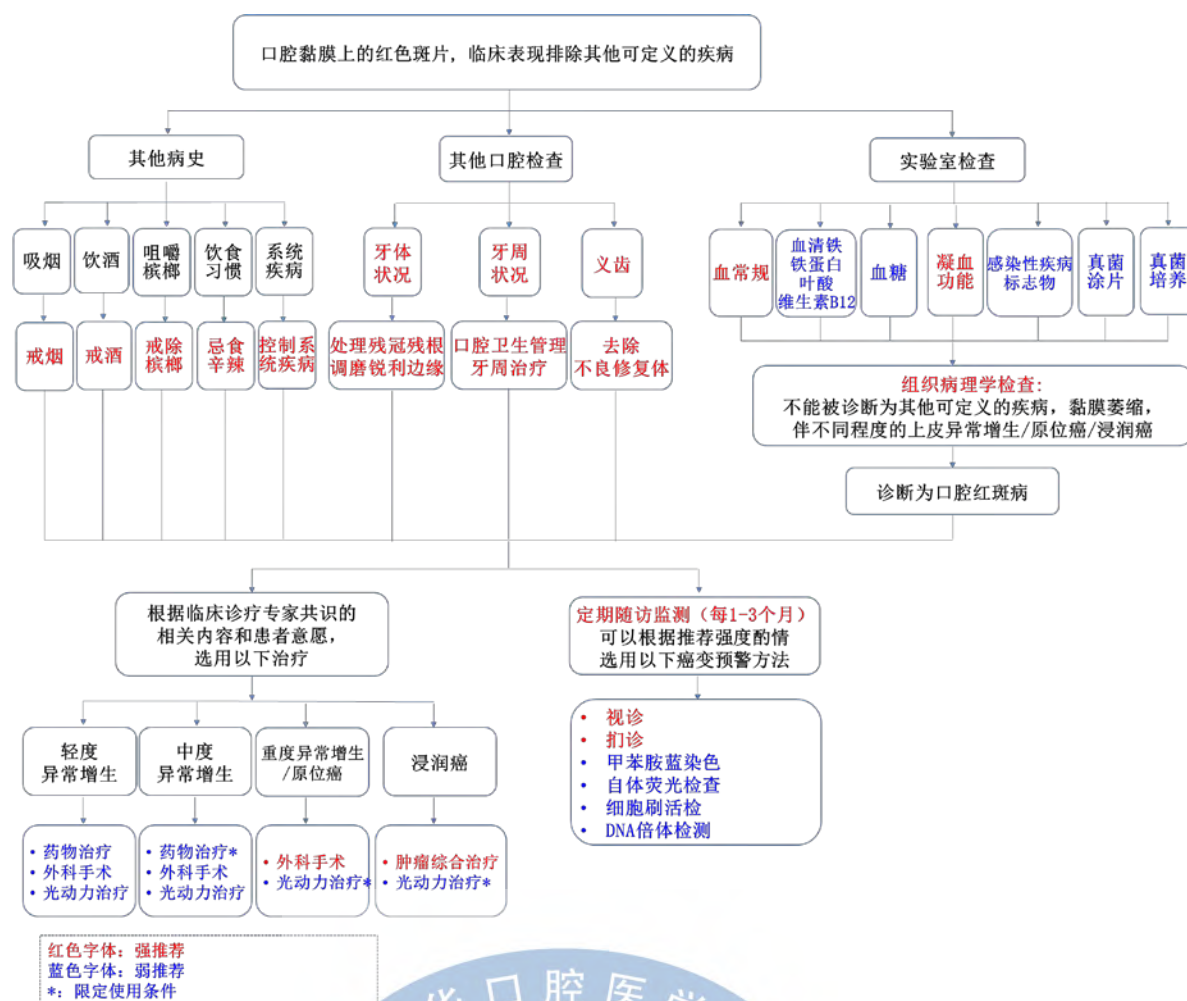 口腔黏膜上的红色斑片，临床表现排除其他可定义的疾病
其他病史
其他口腔检查
实验室检查
吸烟
饮酒
咀嚼
槟榔
饮食
习惯
系统
疾病
牙体
状况
牙周
状况
义齿
血常规
血清铁
铁蛋白
叶酸
维生素B12
血糖
凝血
功能
感染性疾病
标志物
真菌
涂片
真菌
培养
戒烟
戒酒
戒除
槟榔
忌食
辛辣
控制系
统疾病
处理残冠残根
调磨锐利边缘
口腔卫生管理
牙周治疗
去除
不良修复体
组织病理学检查:
不能被诊断为其他可定义的疾病，黏膜萎缩，
伴不同程度的上皮异常增生/原位癌/浸润癌
诊断为口腔红斑病
根据临床诊疗专家共识的
相关内容和患者意愿，
选用以下治疗
定期随访监测（每1-3个月）
可以根据推荐强度酌情
选用以下癌变预警方法
轻度
异常增生
中度
异常增生
重度异常增生
/原位癌
浸润癌
• 视诊
• 扪诊
• 甲苯胺蓝染色
• 自体荧光检查
• 细胞刷活检
• DNA倍体检测
• 药物治疗
• 外科手术
• 光动力治疗
• 药物治疗*
• 外科手术
• 光动力治疗
• 外科手术
• 光动力治疗*
• 肿瘤综合治疗
• 光动力治疗*
红色字体：强推荐
蓝色字体：弱推荐
*：限定使用条件
华口腔医学